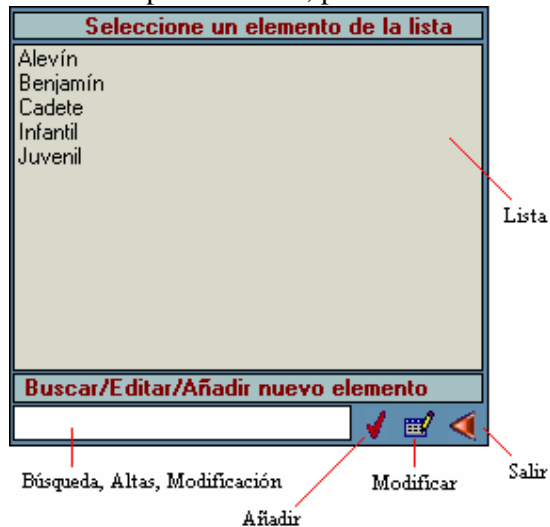 Seleccione un elemento de la lista
Alevín
Benjamín
Cadete
Infantil
Juvenil
Lista
Buscar/Editar/Añadir nuevo elemento
Búsqueda, Altas, Modificación
Añadir
Modificar
Salir